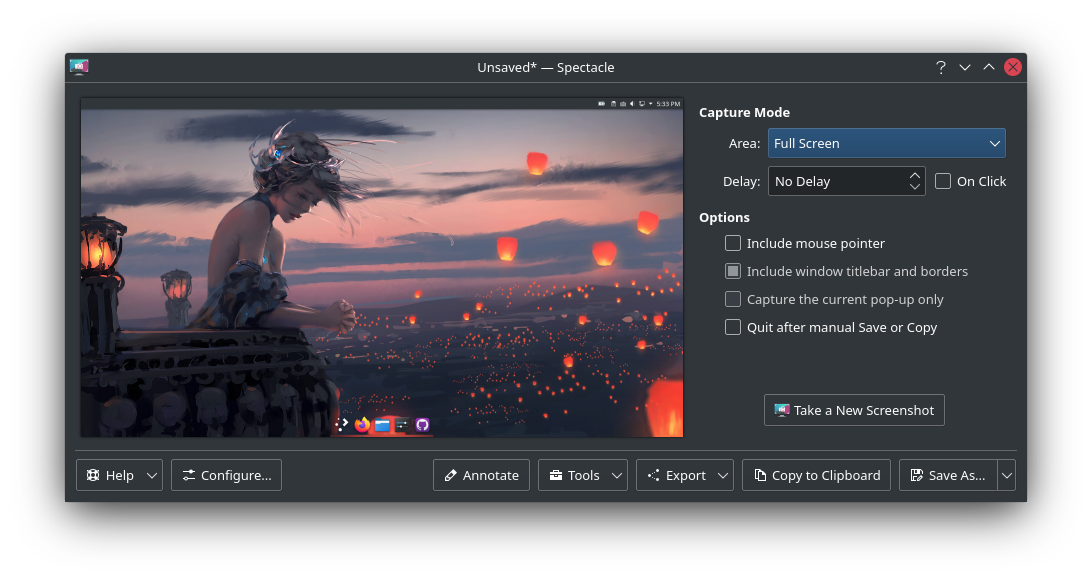 Unsaved* — Spectacle
5:33 PM
Capture Mode
Area: Full Screen
Delay: No Delay On Click
Options
Include mouse pointer
Include window titlebar and borders
Capture the current pop-up only
Quit after manual Save or Copy
Take a New Screenshot
Help Configure... Annotate Tools Export Copy to Clipboard Save As...